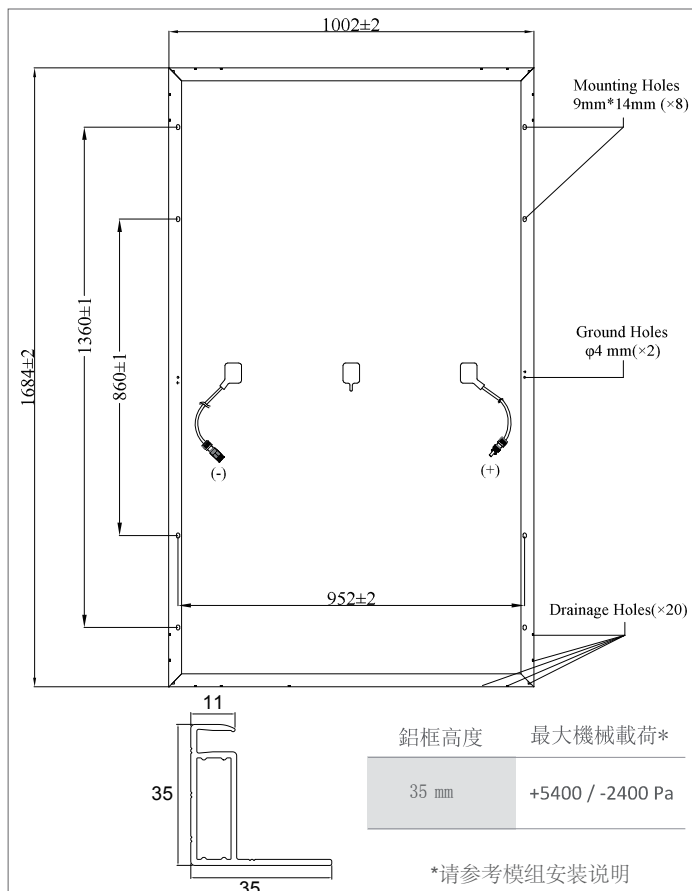 1002±2
Mounting Holes
9mm*14mm (×8)
1684±2
1360±1
860±1
Ground Holes
φ4 mm(×2)
(-)
(+)
952±2
Drainage Holes(×20)
11
35
35
鋁框高度 最大機械載荷*
35 mm +5400 / -2400 Pa
*请参考模组安装说明